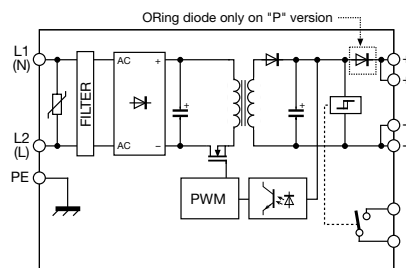 ORing diode only on "P" version
L1
(N)
L2
(L)
PE
FILTER
AC
+
AC
−
+
+
PWM